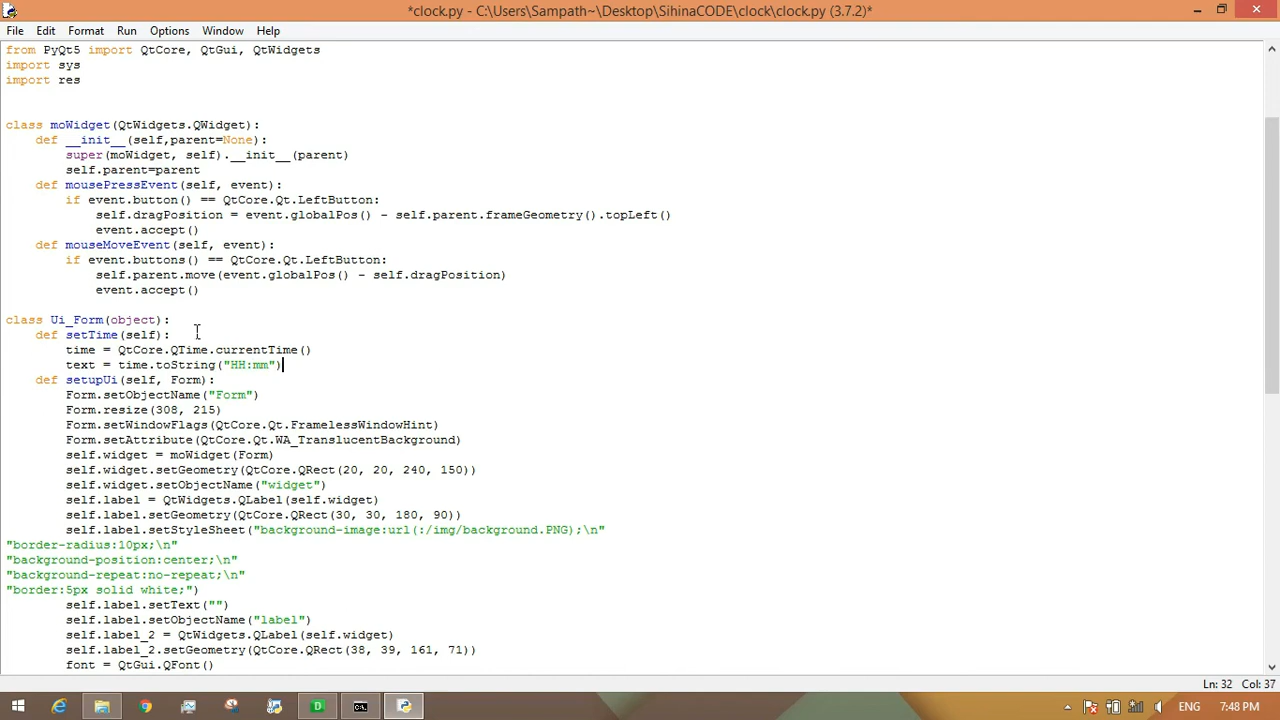 *clock.py - C:\Users\Sampath~\Desktop\SihinaCODE\clock\clock.py (3.7.2)*
File Edit Format Run Options Window Help
from PyQt5 import QtCore, QtGui, QtWidgets
import sys
import res
class moWidget(QtWidgets.QWidget):
    def __init__(self,parent=None):
        super(moWidget, self).__init__(parent)
        self.parent=parent
    def mousePressEvent(self, event):
        if event.button() == QtCore.Qt.LeftButton:
            self.dragPosition = event.globalPos() - self.parent.frameGeometry().topLeft()
            event.accept()
    def mouseMoveEvent(self, event):
        if event.buttons() == QtCore.Qt.LeftButton:
            self.parent.move(event.globalPos() - self.dragPosition)
            event.accept()
class Ui_Form(object):
    def setTime(self):
        time = QtCore.QTime.currentTime()
        text = time.toString("HH:mm")
    def setupUi(self, Form):
        Form.setObjectName("Form")
        Form.resize(308, 215)
        Form.setWindowFlags(QtCore.Qt.FramelessWindowHint)
        Form.setAttribute(QtCore.Qt.WA_TranslucentBackground)
        self.widget = moWidget(Form)
        self.widget.setGeometry(QtCore.QRect(20, 20, 240, 150))
        self.widget.setObjectName("widget")
        self.label = QtWidgets.QLabel(self.widget)
        self.label.setGeometry(QtCore.QRect(30, 30, 180, 90))
        self.label.setStyleSheet("background-image:url(:/img/background.PNG);\n"
"border-radius:10px;\n"
"background-position:center;\n"
"background-repeat:no-repeat;\n"
"border:5px solid white;")
        self.label.setText("")
        self.label.setObjectName("label")
        self.label_2 = QtWidgets.QLabel(self.widget)
        self.label_2.setGeometry(QtCore.QRect(38, 39, 161, 71))
        font = QtGui.QFont()
Ln: 32 Col: 37
ENG 7:48 PM